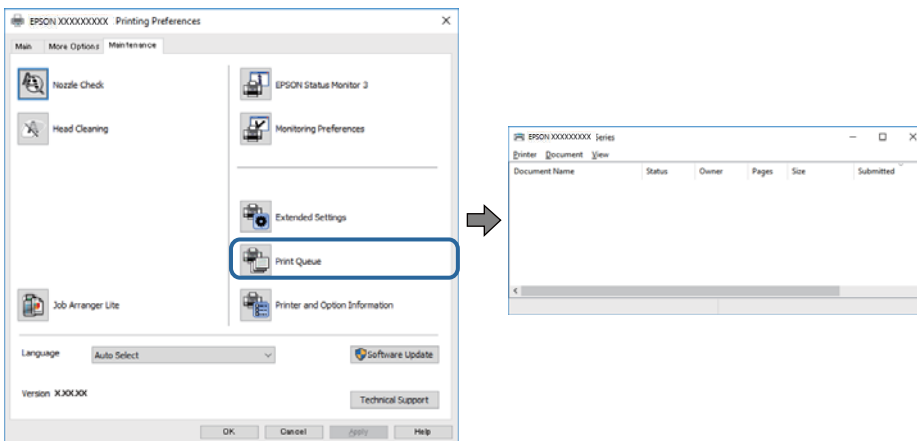 EPSON XXXXXXXXX Printing Preferences
Main More Options Maintenance
Nozzle Check
EPSON Status Monitor 3
Head Cleaning
Monitoring Preferences
Extended Settings
Print Queue
Job Arranger Lite
Printer and Option Information
Language Auto Select Software Update
Version X.XX.XX
Technical Support
OK Cancel Apply Help
EPSON XXXXXXXXX Series
Printer Document View
Document Name Status Owner Pages Size Submitted